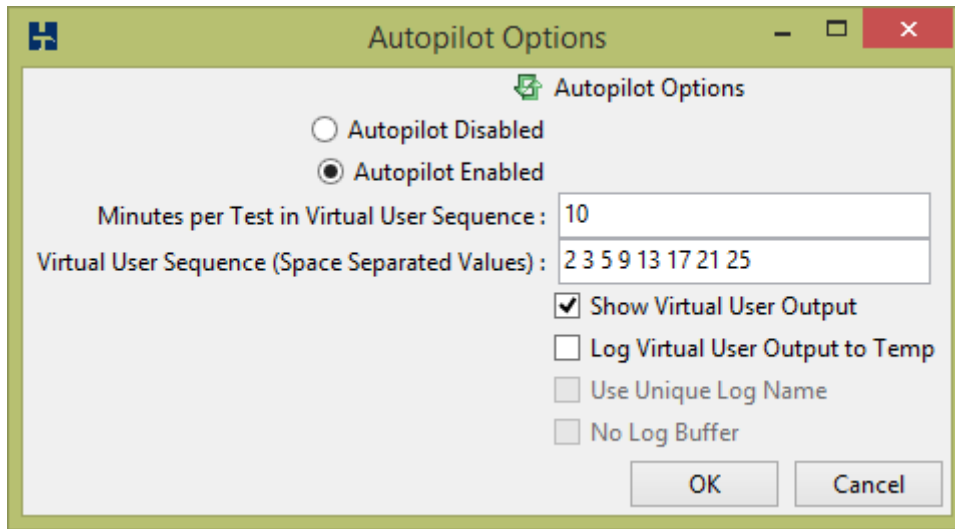 Autopilot Options
Autopilot Options
Autopilot Disabled
Autopilot Enabled
Minutes per Test in Virtual User Sequence : 10
Virtual User Sequence (Space Separated Values) : 2 3 5 9 13 17 21 25
Show Virtual User Output
Log Virtual User Output to Temp
Use Unique Log Name
No Log Buffer
OK Cancel